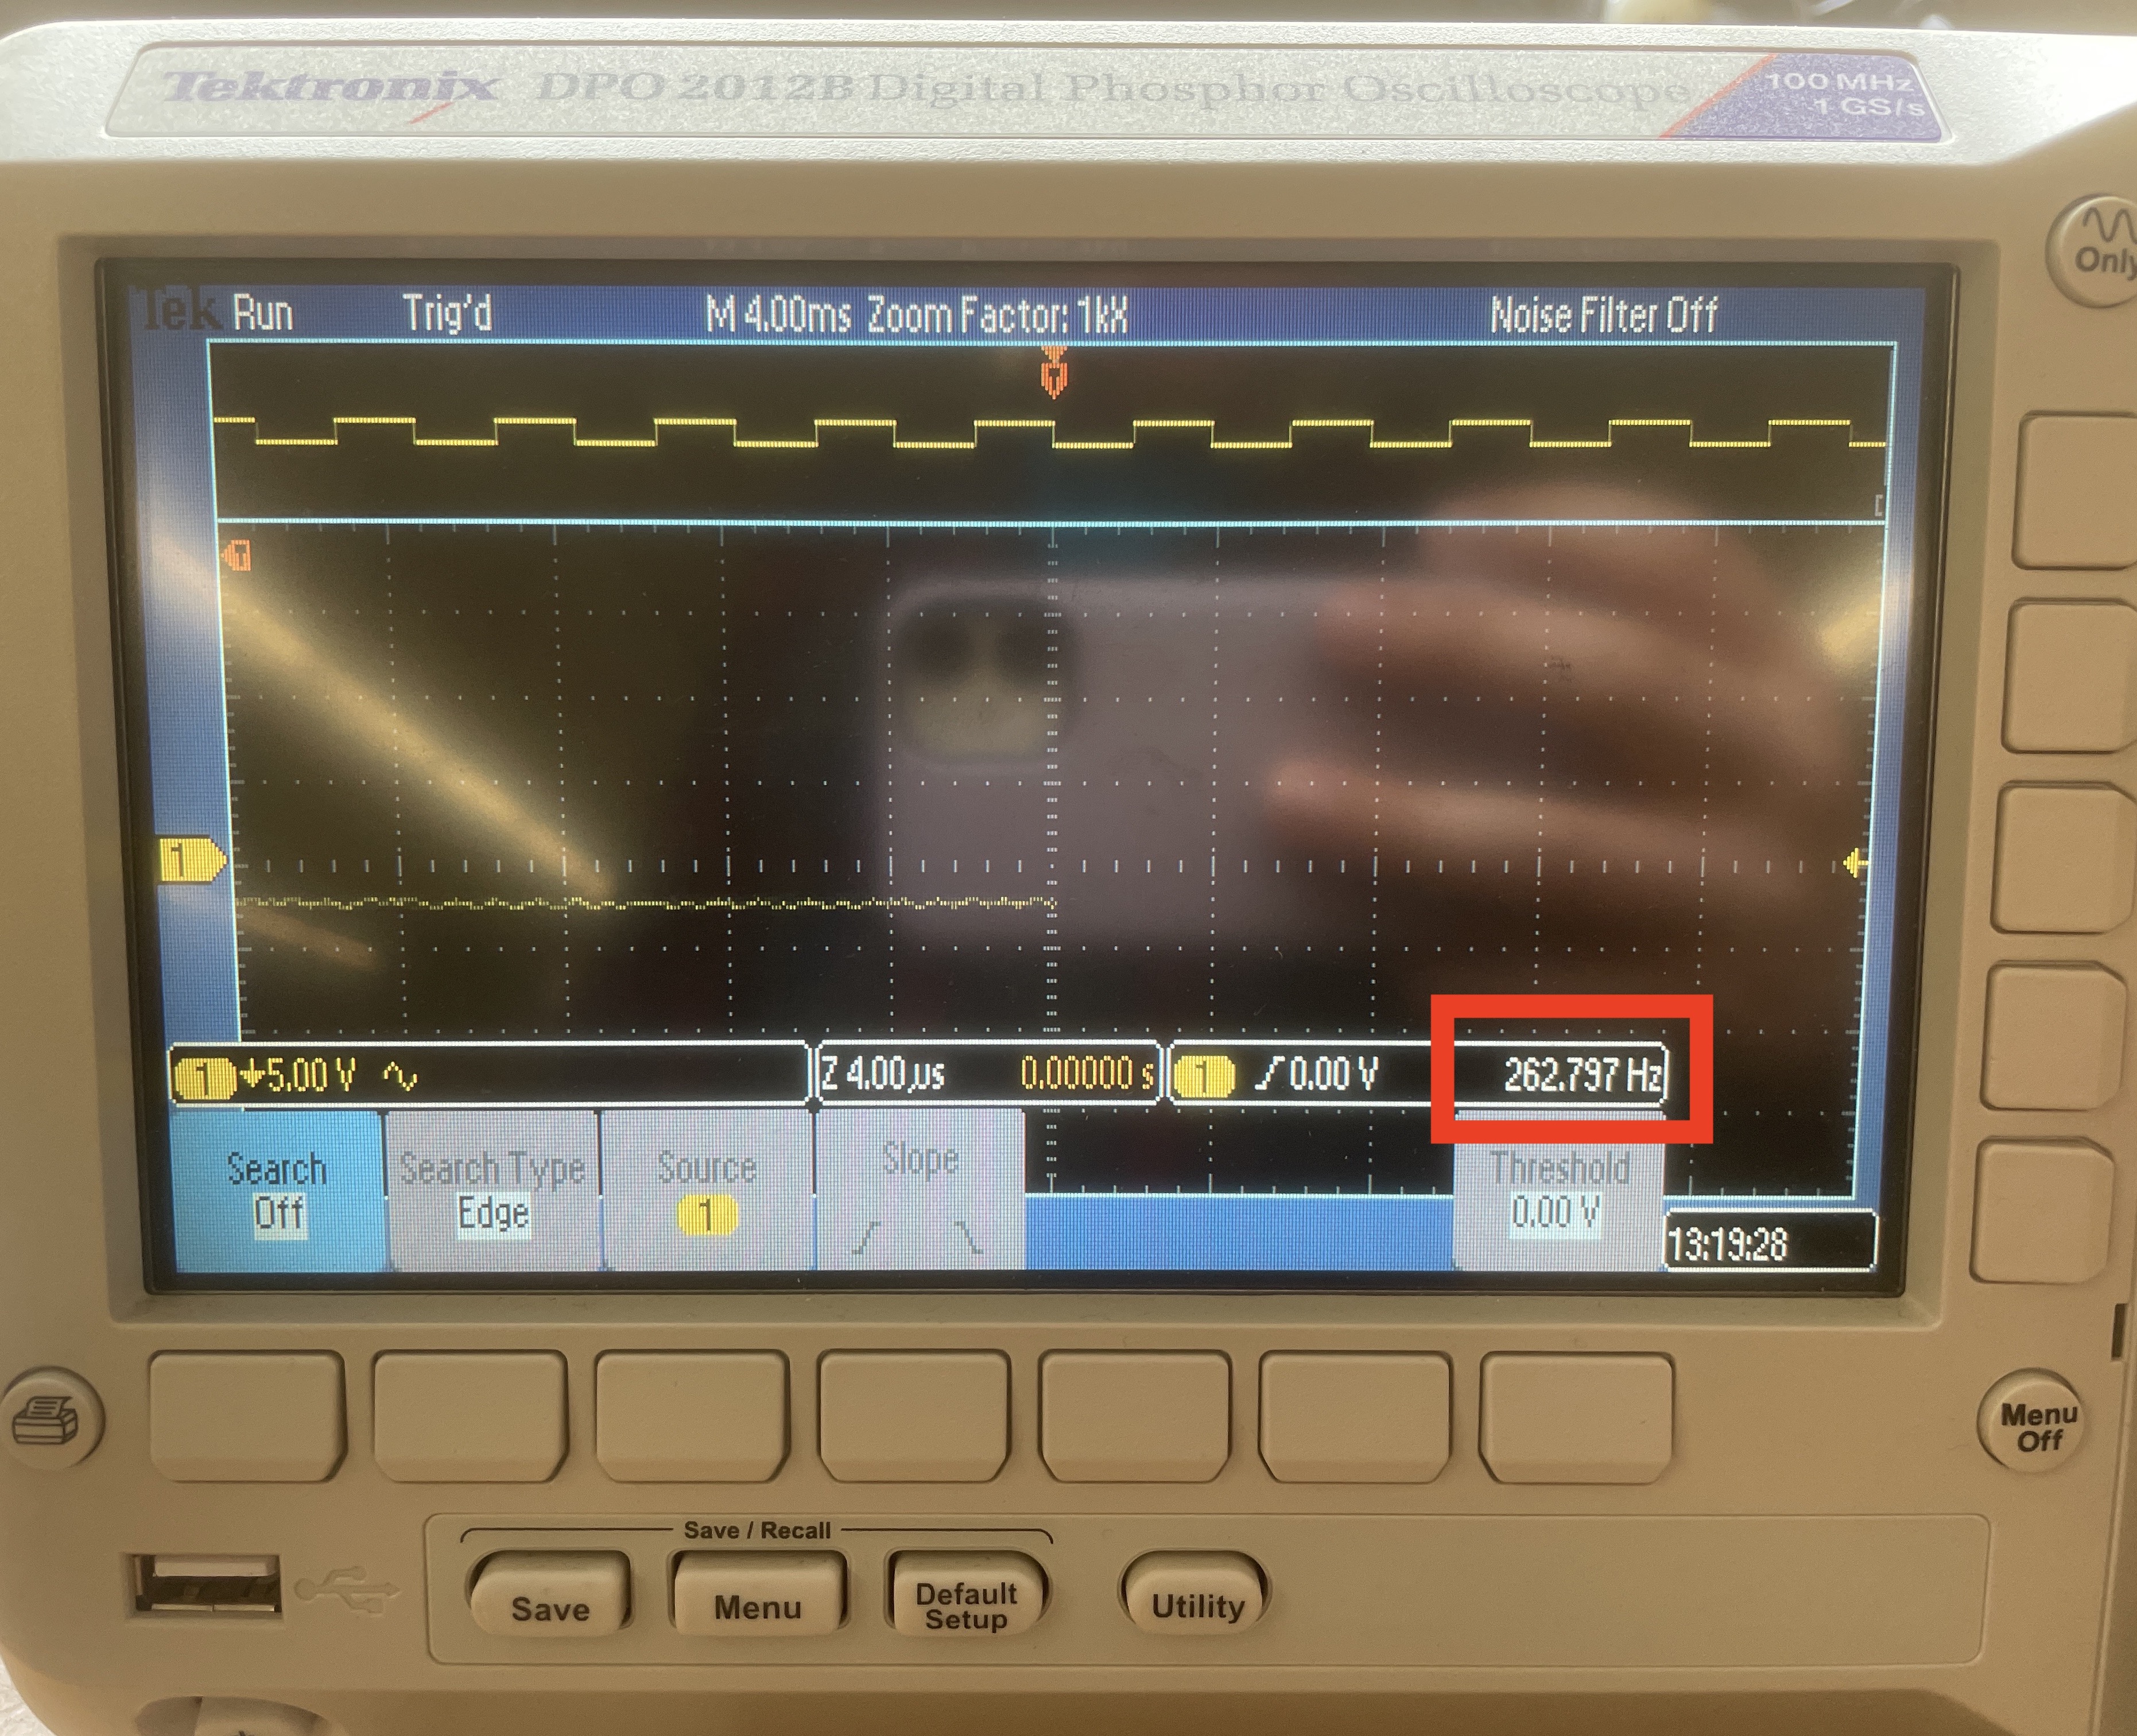 Tektronix DPO 2012B Digital Phosphor Oscilloscope
100 MHz
1 GS/s
Only
Tek Run Trig'd M 4.00ms Zoom Factor: 1kX Noise Filter Off
T
T
1
1 5.00 V Z 4.00µs 0.00000 s 1 0.00 V 262.797 Hz
Search
Off
Search Type
Edge
Source
1
Slope
Threshold
0.00 V
13:19:28
Menu
Off
Save / Recall
Save
Menu
Default
Setup
Utility